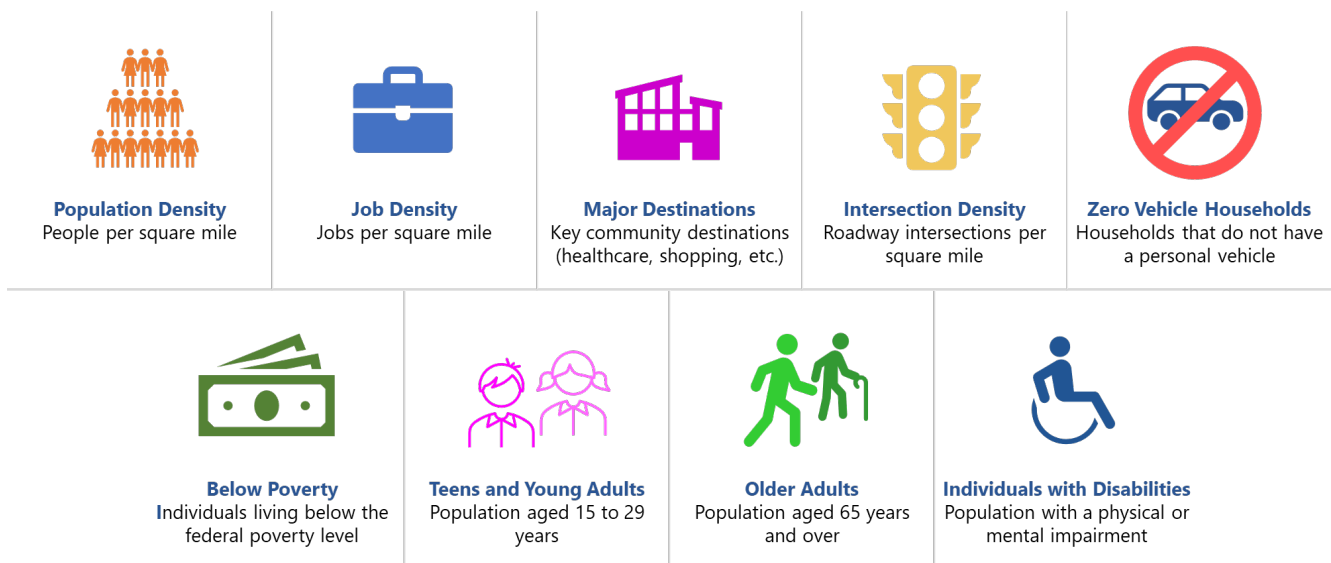 Population Density
People per square mile
Job Density
Jobs per square mile
Major Destinations
Key community destinations
(healthcare, shopping, etc.)
Intersection Density
Roadway intersections per
square mile
Zero Vehicle Households
Households that do not have
a personal vehicle
Below Poverty
Individuals living below the
federal poverty level
Teens and Young Adults
Population aged 15 to 29
years
Older Adults
Population aged 65 years
and over
Individuals with Disabilities
Population with a physical or
mental impairment